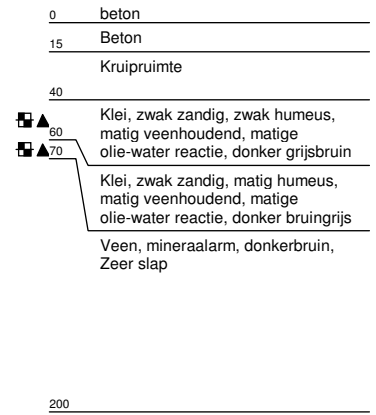 0 beton
15 Beton
Kruipruimte
40
Klei, zwak zandig, zwak humeus,
matig veenhoudend, matige
60 olie-water reactie, donker grijsbruin
70
Klei, zwak zandig, matig humeus,
matig veenhoudend, matige
olie-water reactie, donker bruingrijs
Veen, mineraalarm, donkerbruin,
Zeer slap
200